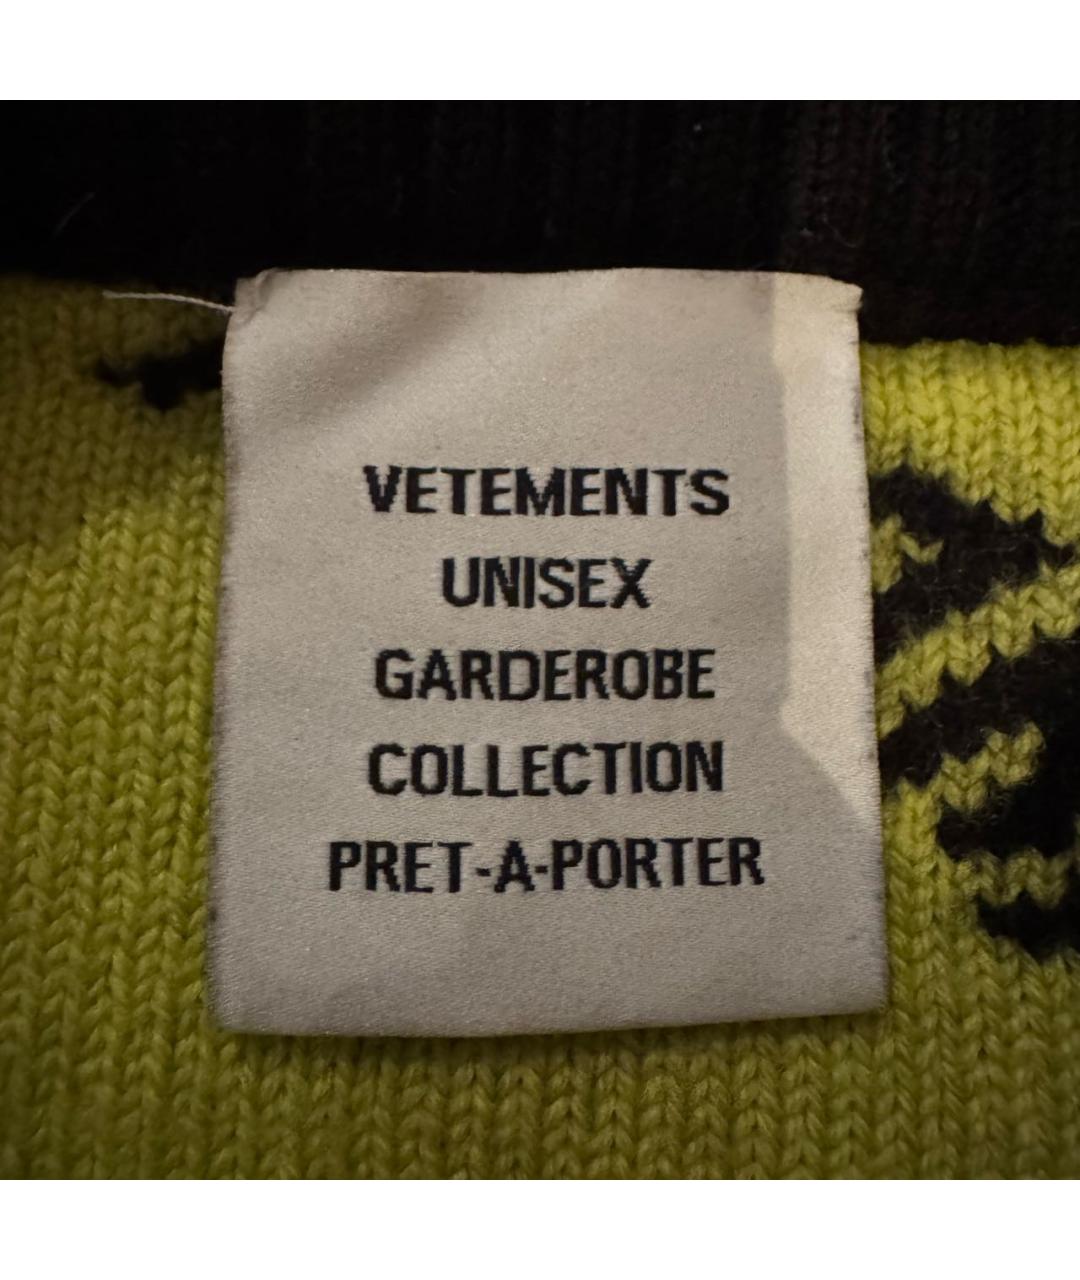 VETEMENTS
UNISEX
GARDEROBE
COLLECTION
PRET-A-PORTER